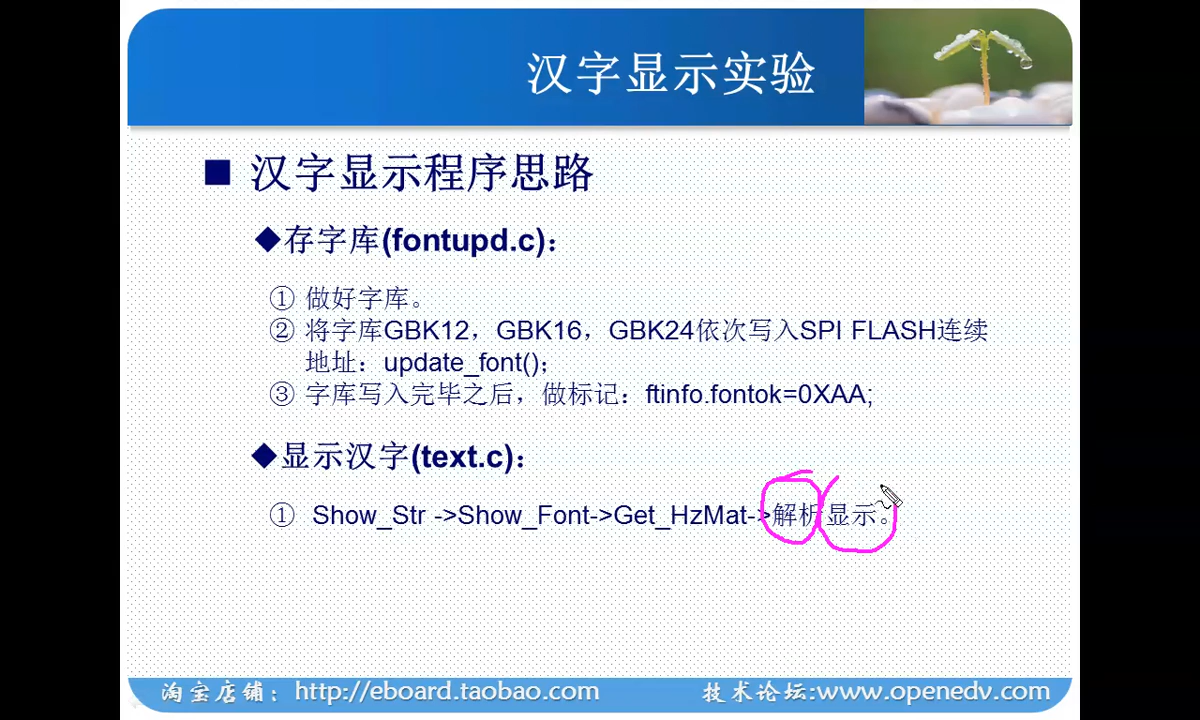 汉字显示实验
■ 汉字显示程序思路
◆存字库(fontupd.c)：
① 做好字库。
② 将字库GBK12，GBK16，GBK24依次写入SPI FLASH连续
地址：update_font();
③ 字库写入完毕之后，做标记：ftinfo.fontok=0XAA;
◆显示汉字(text.c)：
① Show_Str ->Show_Font->Get_HzMat->解析显示。
淘宝店铺：http://eboard.taobao.com
技术论坛:www.openedv.com